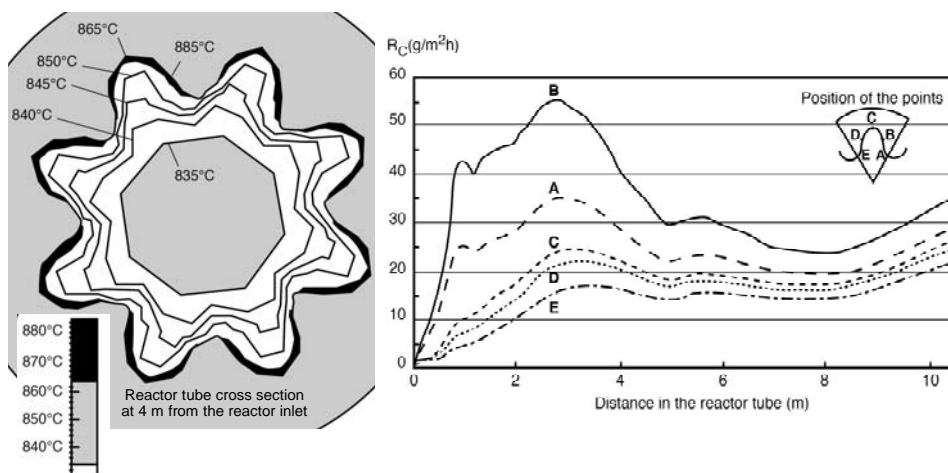 865°C
885°C
850°C
845°C
840°C
835°C
880°C
870°C
860°C
850°C
840°C
Reactor tube cross section
at 4 m from the reactor inlet
R_C(g/m²h)
60
50
40
30
20
10
0
0 2 4 6 8 10
Distance in the reactor tube (m)
B
A
C
D
E
Position of the points
C
D B
E A